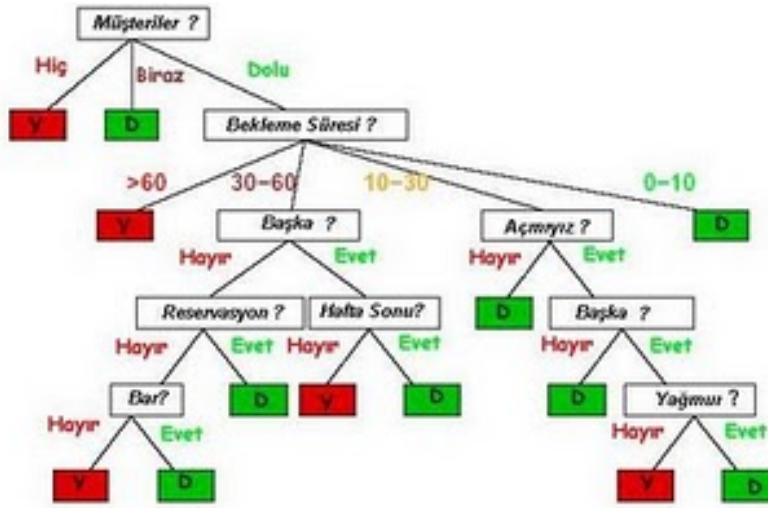 Müşteriler ?
Hiç Biraz Dolu
Y D Bekleme Süresi ?
>60 30-60 10-30 0-10
Y Başka ? Açmıyız ? D
Hayır Evet Hayır Evet
Reservasyon ? Hafta Sonu? D Başka ?
Hayır Evet Hayır Evet Hayır Evet
Bar? D Y D D Yağmur ?
Hayır Evet Hayır Evet
Y D Y D